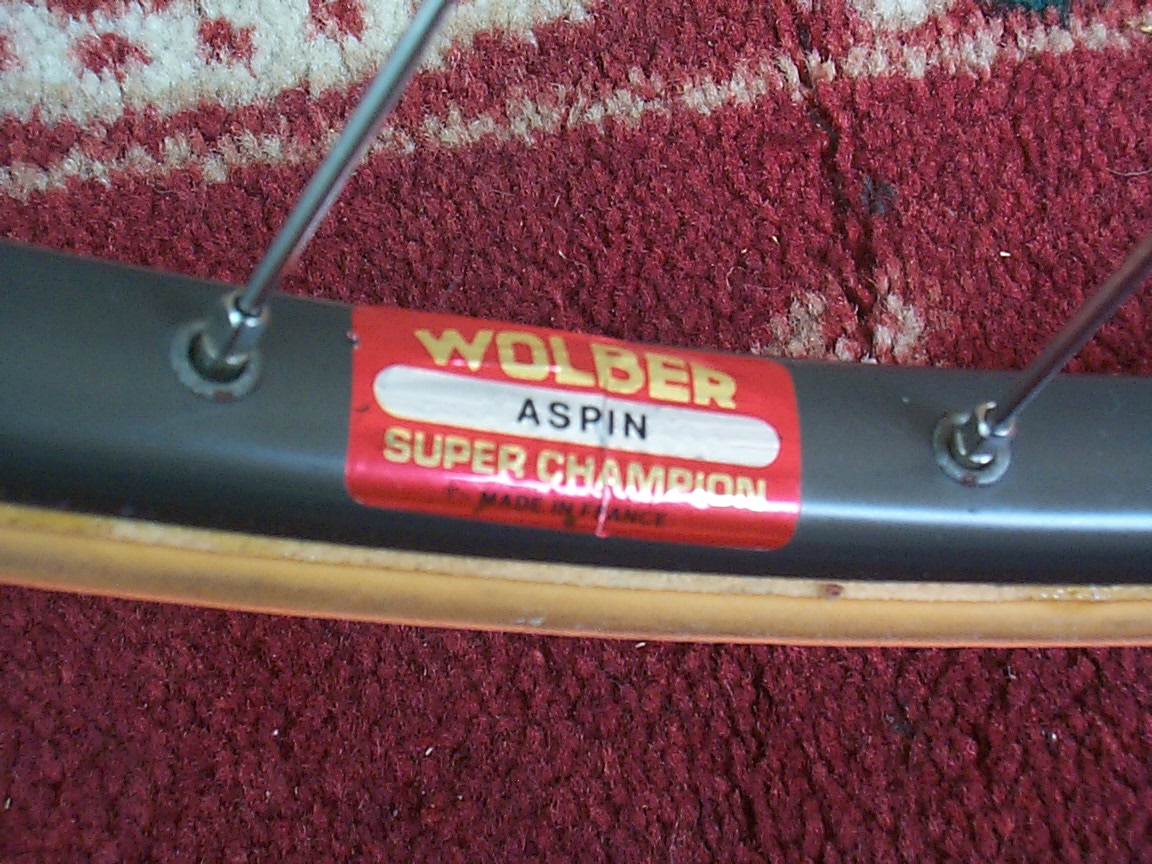 WOLBER
ASPIN
SUPER CHAMPION
MADE IN FRANCE